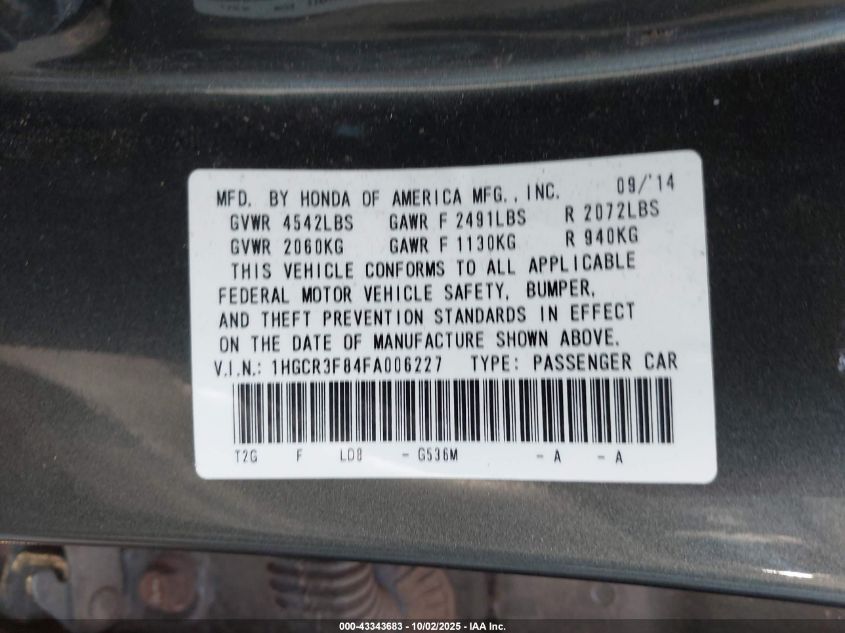 MFD. BY HONDA OF AMERICA MFG., INC. 09/'14
GVWR 4542LBS GAWR F 2491LBS R 2072LBS
GVWR 2060KG GAWR F 1130KG R 940KG
THIS VEHICLE CONFORMS TO ALL APPLICABLE
FEDERAL MOTOR VEHICLE SAFETY, BUMPER,
AND THEFT PREVENTION STANDARDS IN EFFECT
ON THE DATE OF MANUFACTURE SHOWN ABOVE.
V.I.N.: 1HGCR3F84FA006227 TYPE: PASSENGER CAR
T2G F LD8 - G536M - A - A
000-43343683 - 10/02/2025 - IAA Inc.